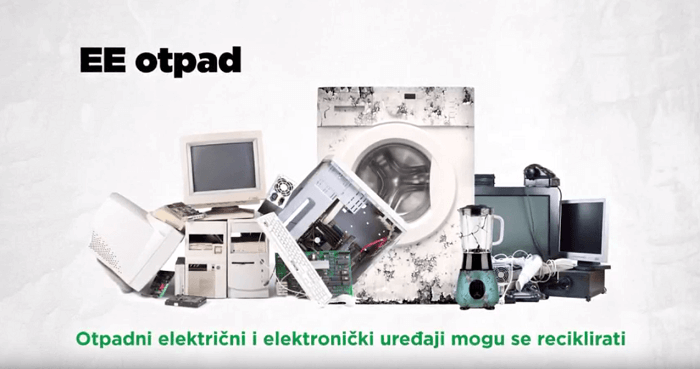 EE otpad
Otpadni električni i elektronički uređaji mogu se reciklirati